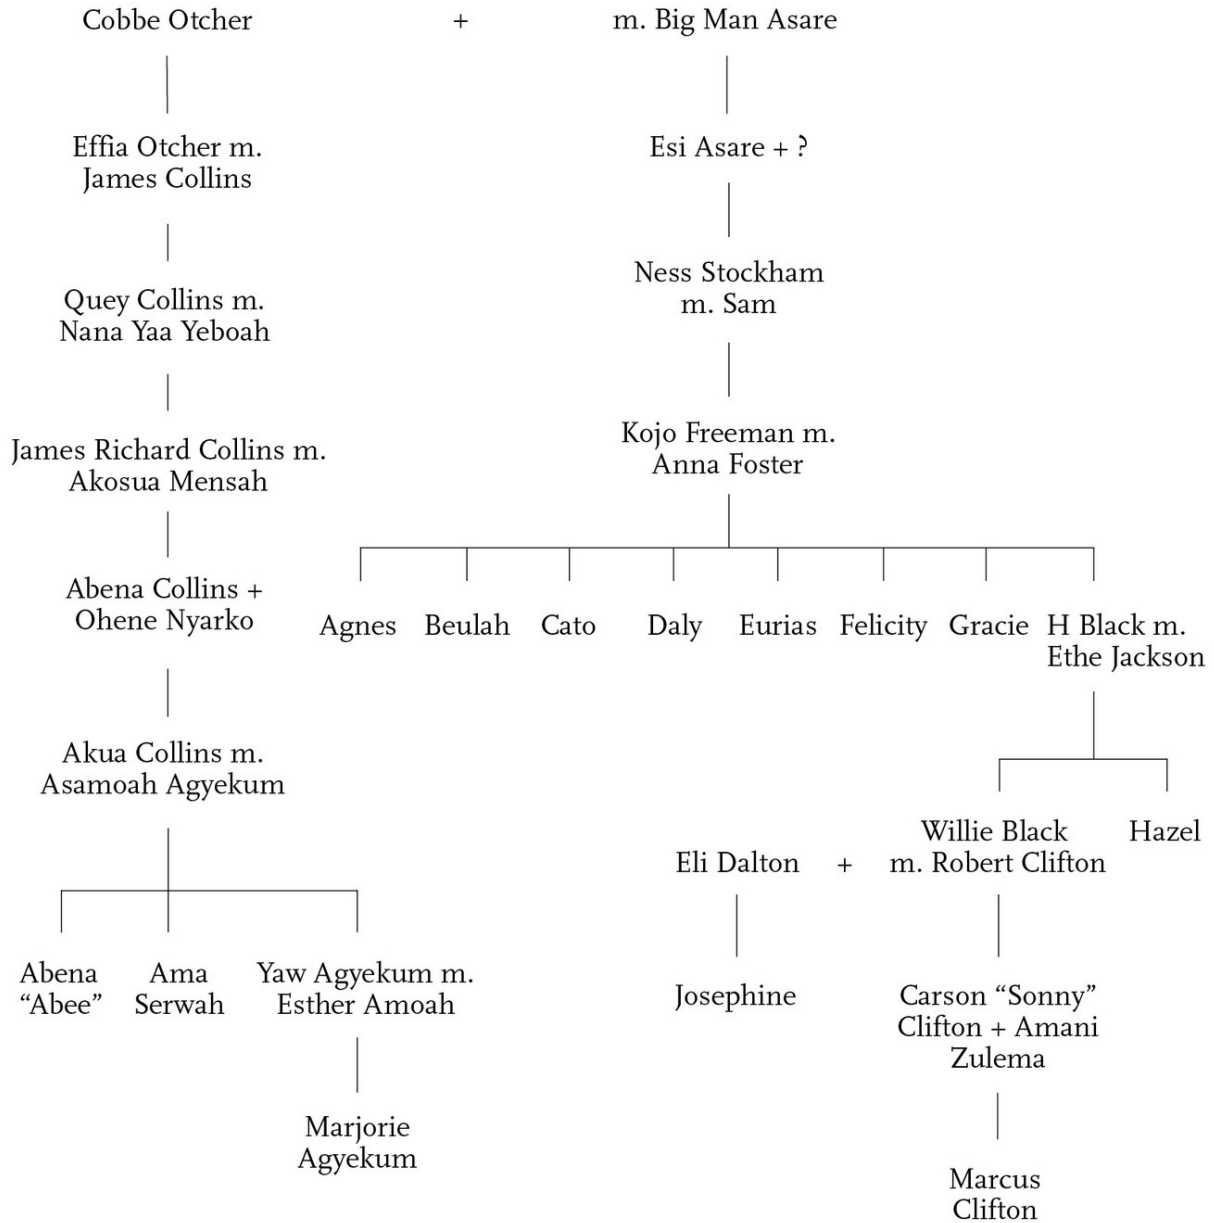 Cobbe Otcher + m. Big Man Asare
Effia Otcher m.
James Collins
Esi Asare + ?
Quey Collins m.
Nana Yaa Yeboah
Ness Stockham
m. Sam
James Richard Collins m.
Akosua Mensah
Kojo Freeman m.
Anna Foster
Abena Collins +
Ohene Nyarko
Agnes Beulah Cato Daly Eurias Felicity Gracie H Black m.
Ethe Jackson
Akua Collins m.
Asamoah Agyekum
Willie Black Hazel
Eli Dalton + m. Robert Clifton
Abena
“Abee”
Ama
Serwah
Yaw Agyekum m.
Esther Amoah
Josephine
Carson “Sonny”
Clifton + Amani
Zulema
Marjorie
Agyekum
Marcus
Clifton